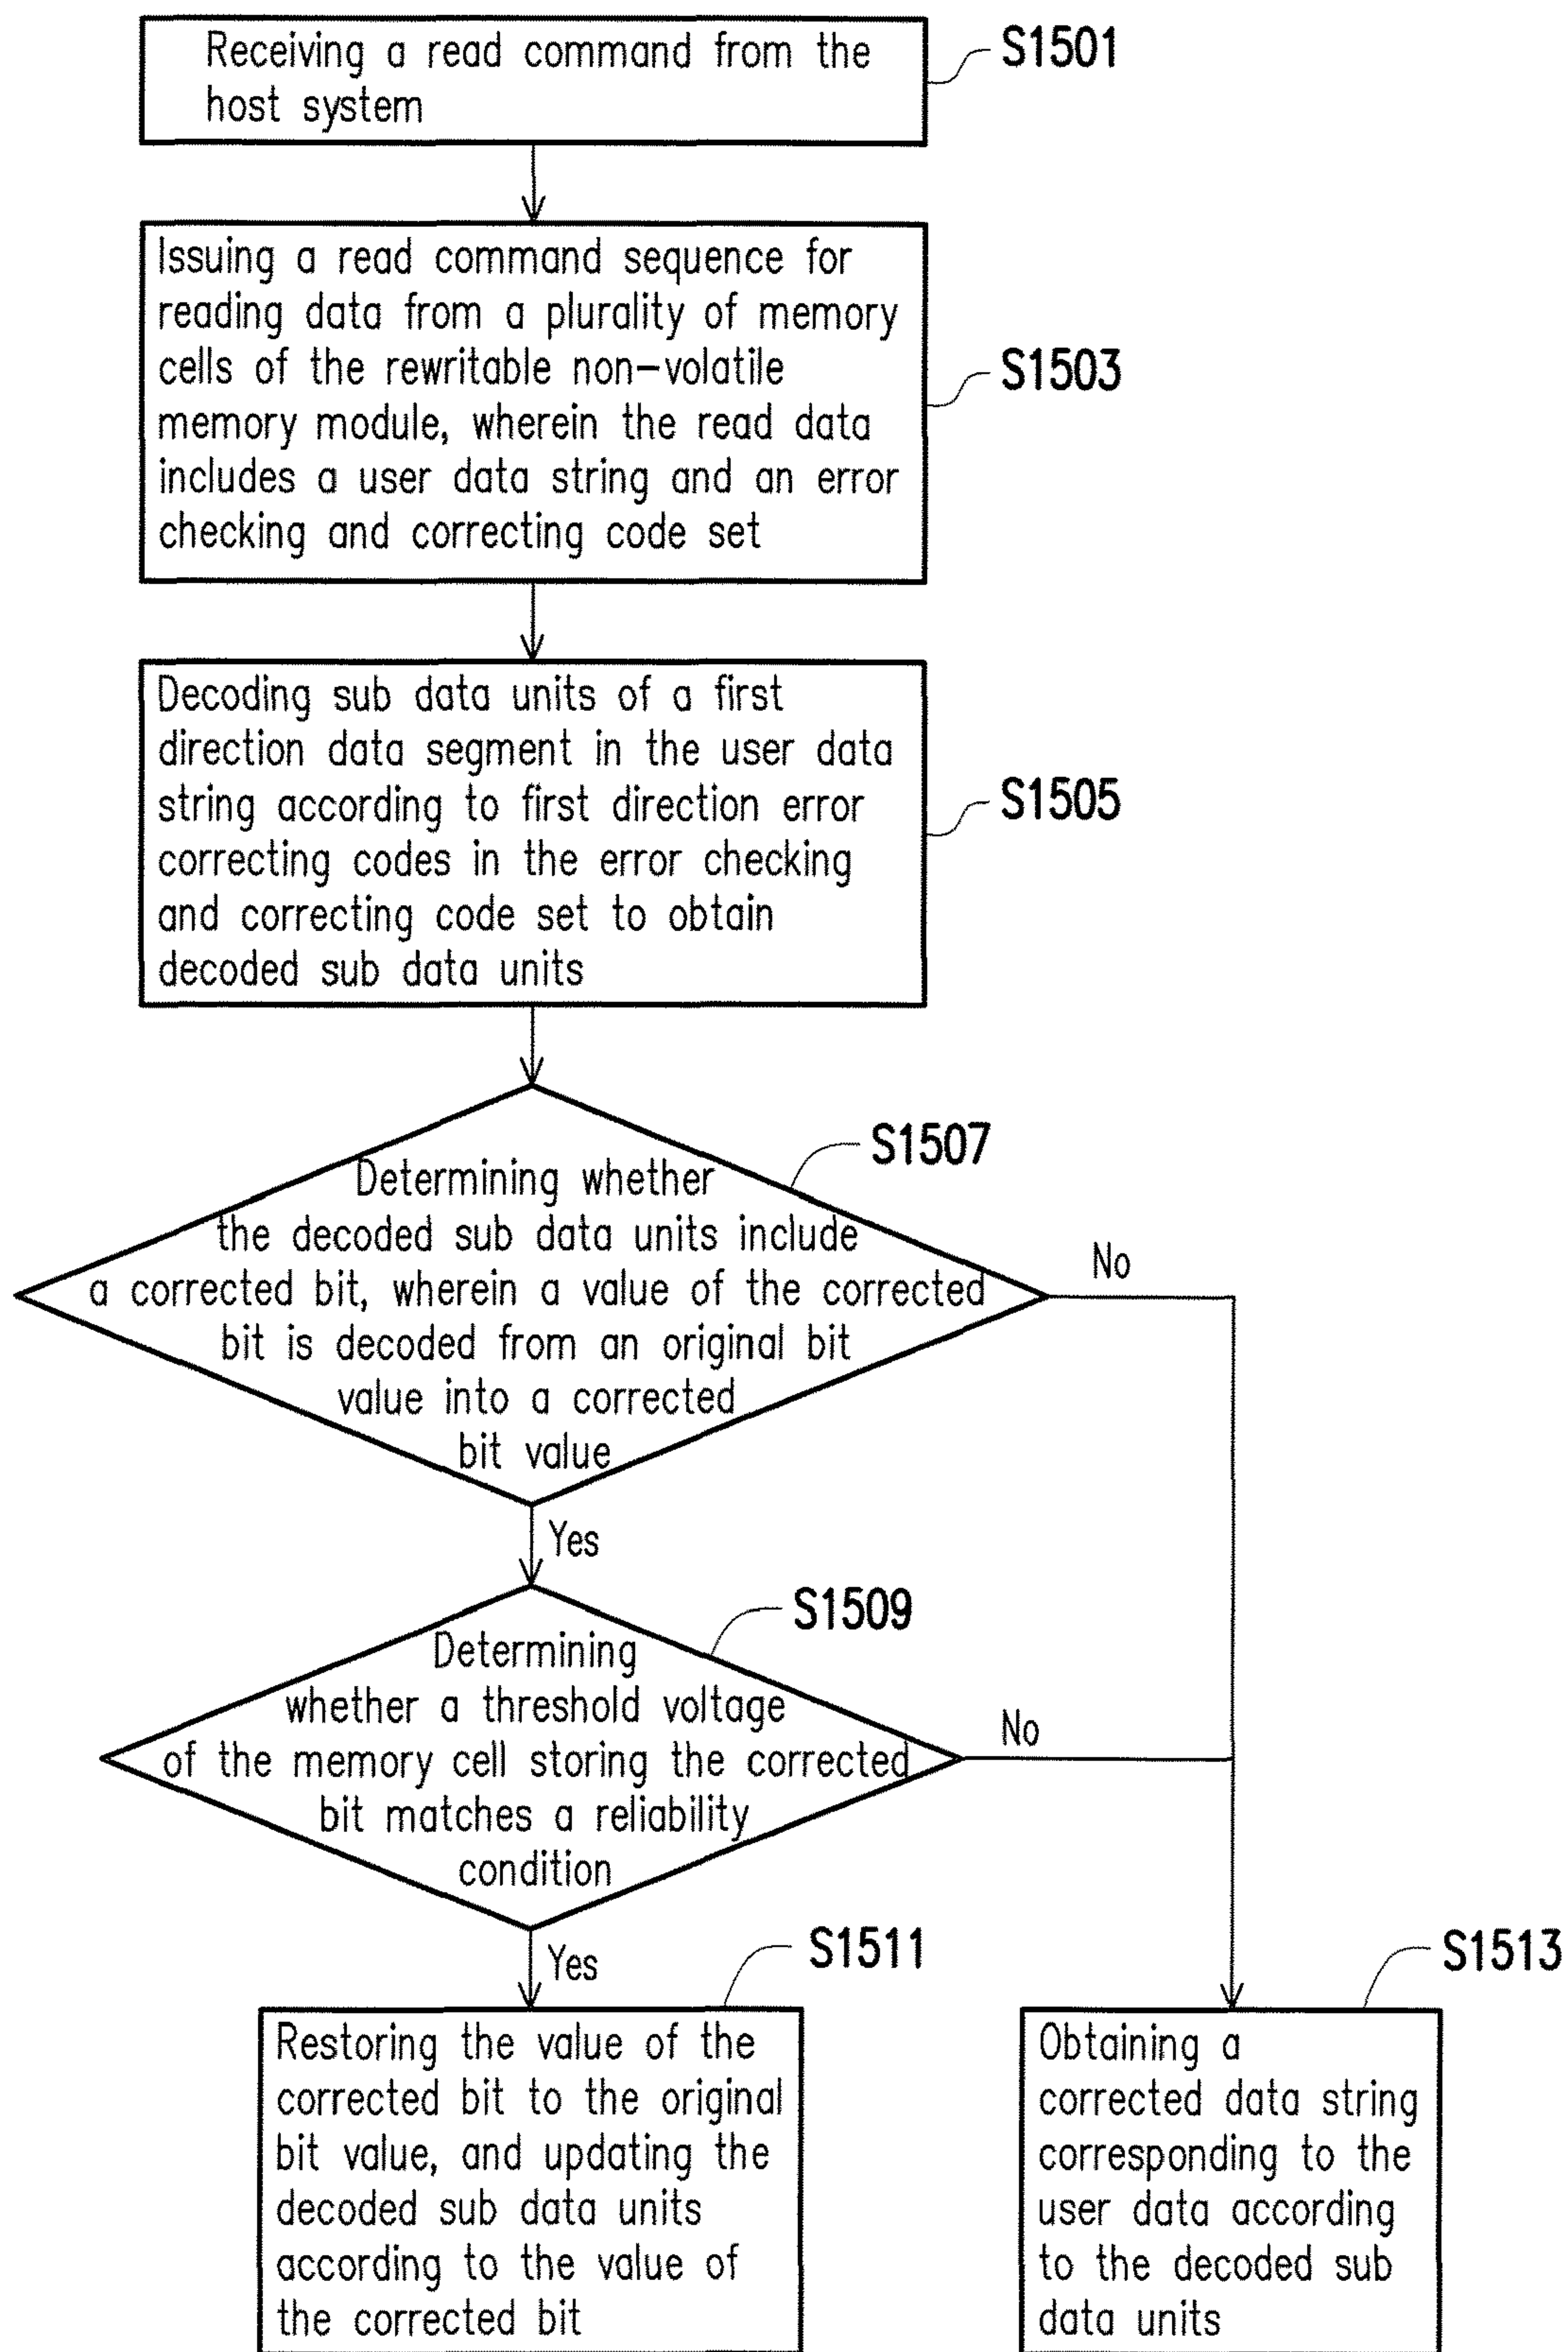 Receiving a read command from the
host system
S1501
Issuing a read command sequence for
reading data from a plurality of memory
cells of the rewritable non-volatile
memory module, wherein the read data
includes a user data string and an error
checking and correcting code set
S1503
Decoding sub data units of a first
direction data segment in the user data
string according to first direction error
correcting codes in the error checking
and correcting code set to obtain
decoded sub data units
S1505
S1507
Determining whether
the decoded sub data units include
a corrected bit, wherein a value of the corrected
bit is decoded from an original bit
value into a corrected
bit value
No
Yes
S1509
Determining
whether a threshold voltage
of the memory cell storing the corrected
bit matches a reliability
condition
No
Yes
S1511
Restoring the value of the
corrected bit to the original
bit value, and updating the
decoded sub data units
according to the value of
the corrected bit
S1513
Obtaining a
corrected data string
corresponding to the
user data according
to the decoded sub
data units